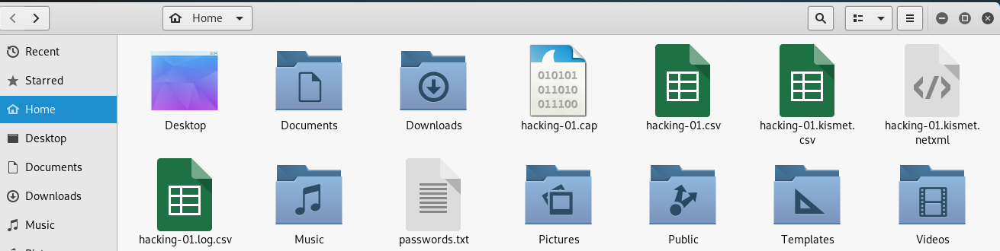 Home
Recent
Starred
Home
Desktop
Documents
Downloads
Music
Desktop
Documents
Downloads
010101
011010
011100
hacking-01.cap
hacking-01.csv
hacking-01.kismet.
csv
hacking-01.kismet.
netxml
hacking-01.log.csv
Music
passwords.txt
Pictures
Public
Templates
Videos